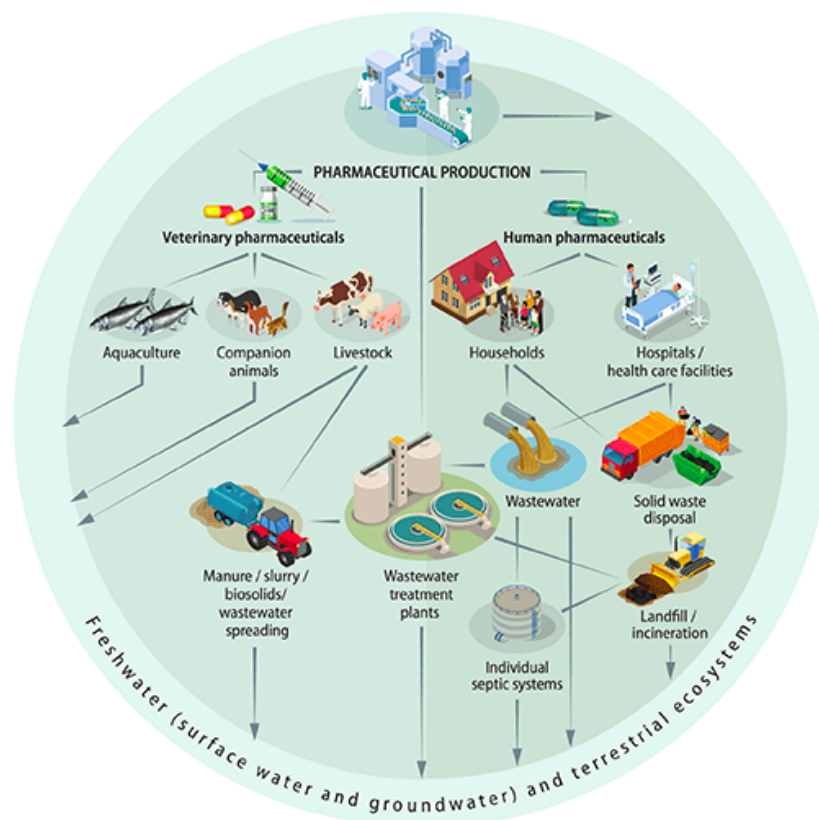 PHARMACEUTICAL PRODUCTION
Veterinary pharmaceuticals
Human pharmaceuticals
Aquaculture
Companion
animals
Livestock
Households
Hospitals /
health care facilities
Wastewater
Solid waste
disposal
Manure / slurry /
biosolids/
wastewater
spreading
Wastewater
treatment
plants
Landfill /
incineration
Individual
septic systems
Freshwater (surface water and groundwater) and terrestrial ecosystems